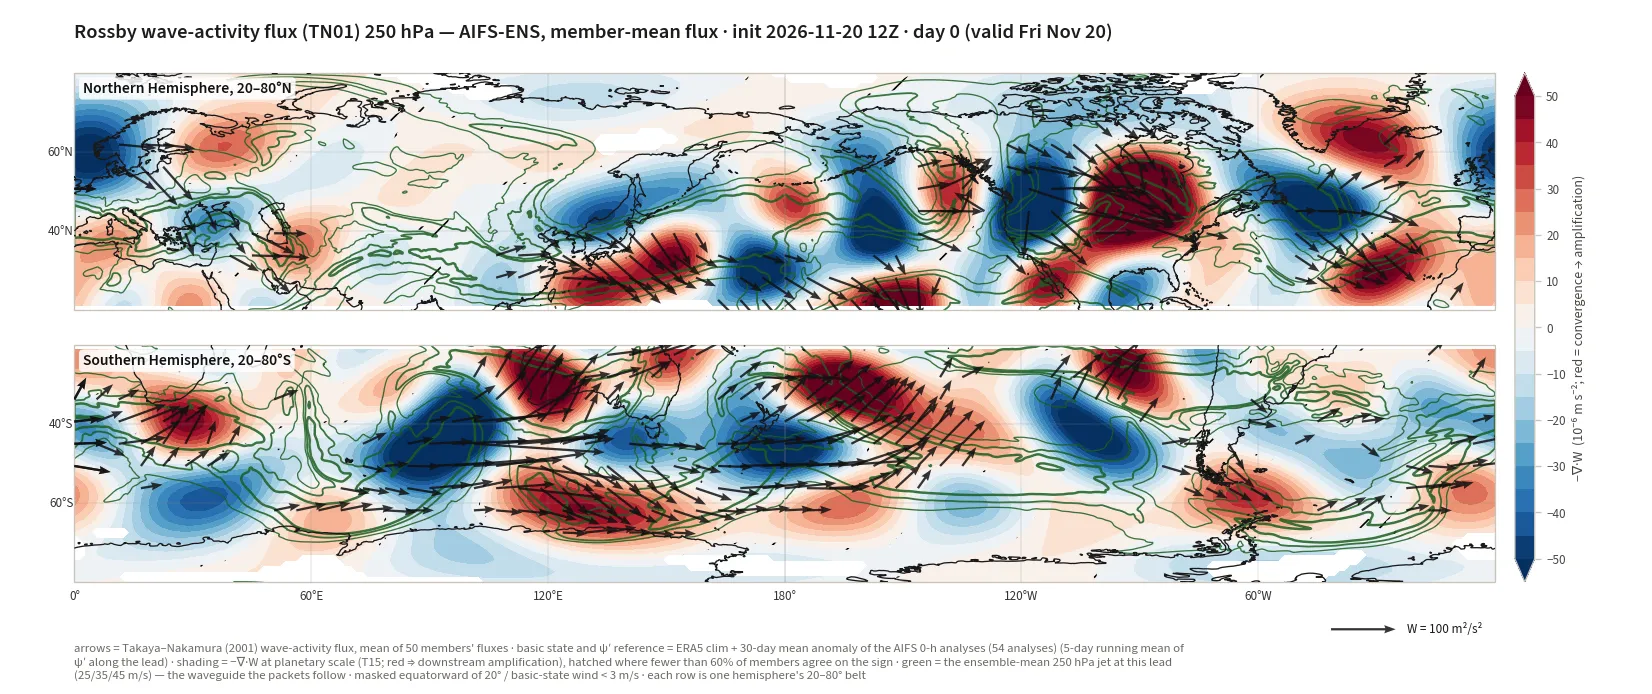 Rossby wave-activity flux (TN01) 250 hPa — AIFS-ENS, member-mean flux · init 2026-11-20 12Z · day 0 (valid Fri Nov 20)
Northern Hemisphere, 20–80°N
60°N
40°N
Southern Hemisphere, 20–80°S
40°S
60°S
0°
60°E
120°E
180°
120°W
60°W
50
40
30
20
10
0
−10
−20
−30
−40
−50
−∇·W (10⁻⁶ m s⁻²; red = convergence → amplification)
W = 100 m²/s²
arrows = Takaya–Nakamura (2001) wave-activity flux, mean of 50 members' fluxes · basic state and ψ′ reference = ERA5 clim + 30-day mean anomaly of the AIFS 0-h analyses (54 analyses) (5-day running mean of
ψ′ along the lead) · shading = −∇·W at planetary scale (T15; red ⇒ downstream amplification), hatched where fewer than 60% of members agree on the sign · green = the ensemble-mean 250 hPa jet at this lead
(25/35/45 m/s) — the waveguide the packets follow · masked equatorward of 20° / basic-state wind < 3 m/s · each row is one hemisphere's 20–80° belt